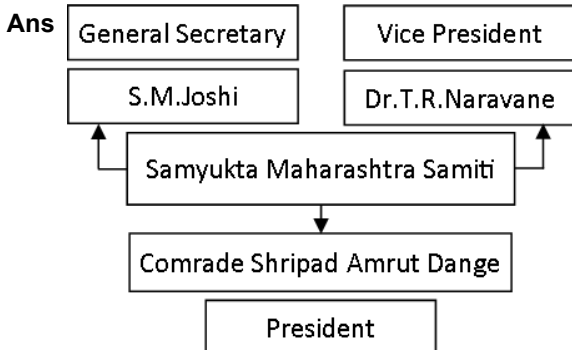 Ans
General Secretary
Vice President
S.M.Joshi
Dr.T.R.Naravane
Samyukta Maharashtra Samiti
Comrade Shripad Amrut Dange
President